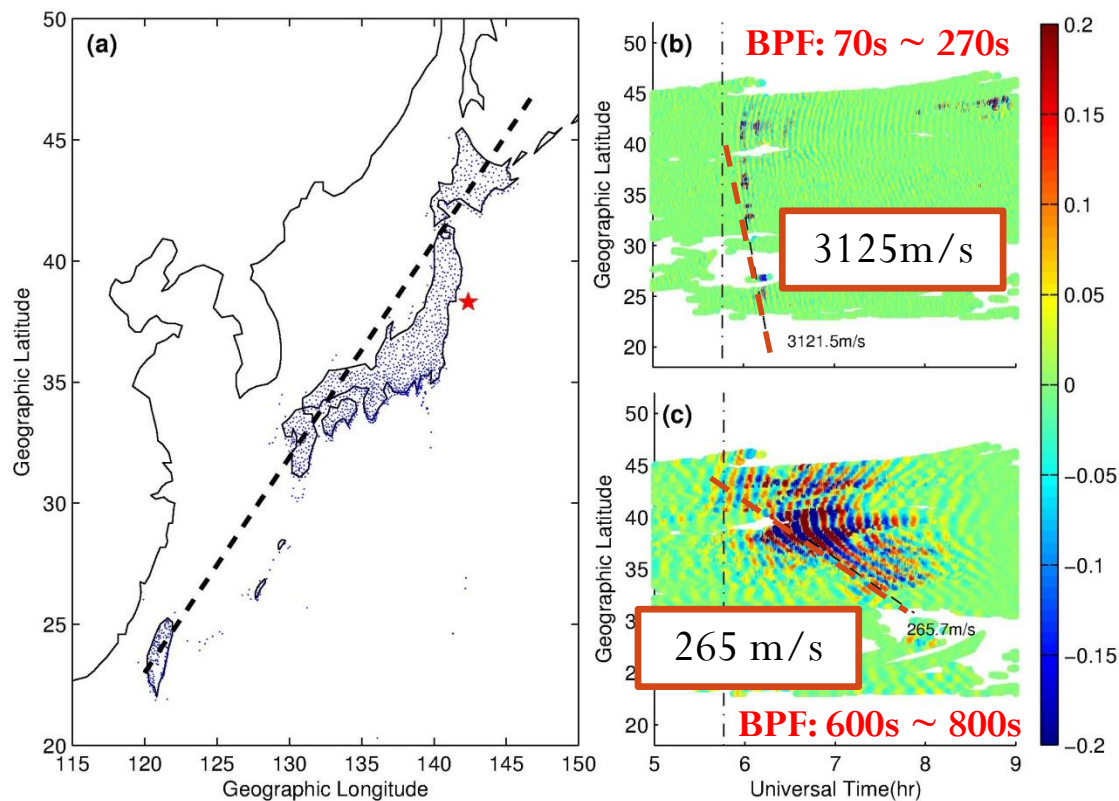 (a)
50
45
40
35
30
25
20
115 120 125 130 135 140 145 150
Geographic Latitude
Geographic Longitude
(b)
BPF: 70s ~ 270s
50
45
40
35
30
25
20
Geographic Latitude
3125m/s
3121.5m/s
(c)
50
45
40
35
30
20
Geographic Latitude
265 m/s
265.7m/s
BPF: 600s ~ 800s
5 6 7 8 9
Universal Time(hr)
0.2
0.15
0.1
0.05
0
-0.05
-0.1
-0.15
-0.2